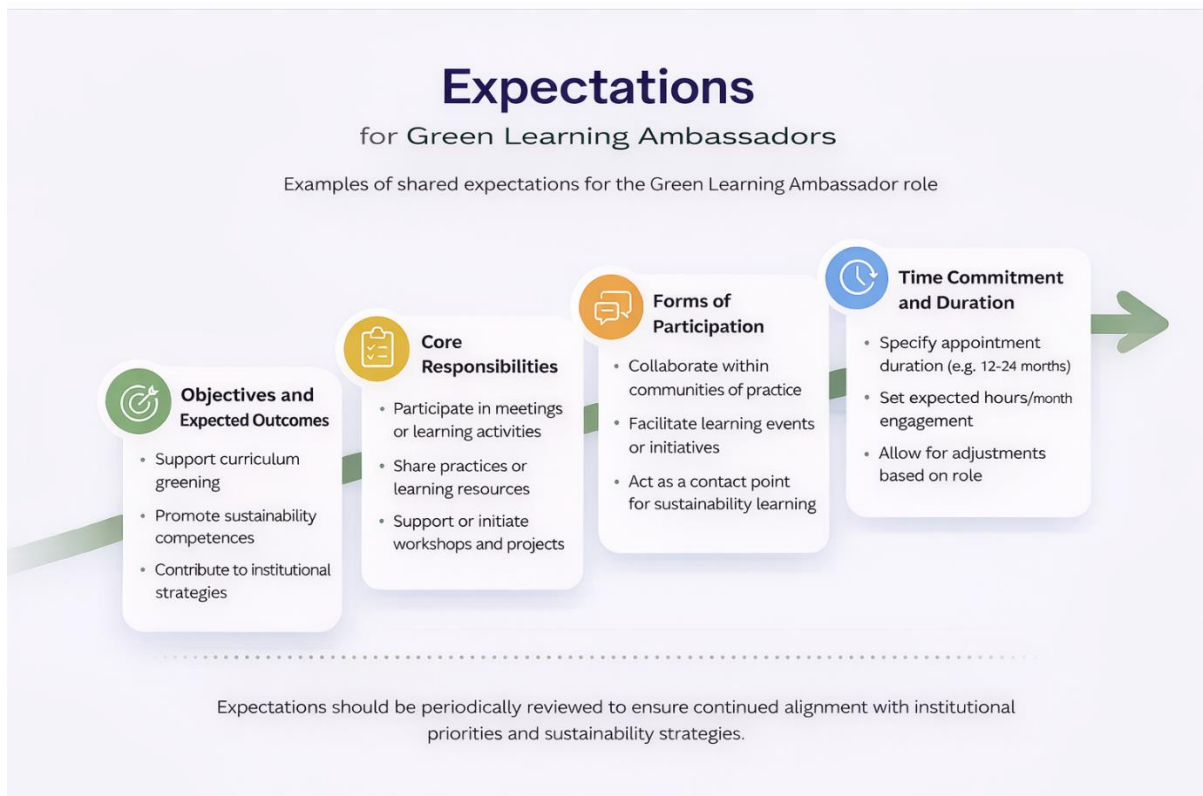 Expectations
for Green Learning Ambassadors
Examples of shared expectations for the Green Learning Ambassador role
Objectives and
Expected Outcomes
• Support curriculum
greening
• Promote sustainability
competences
• Contribute to institutional
strategies
Core
Responsibilities
• Participate in meetings
or learning activities
• Share practices or
learning resources
• Support or initiate
workshops and projects
Forms of
Participation
• Collaborate within
communities of practice
• Facilitate learning events
or initiatives
• Act as a contact point
for sustainability learning
Time Commitment
and Duration
• Specify appointment
duration (e.g. 12-24 months)
• Set expected hours/month
engagement
• Allow for adjustments
based on role
Expectations should be periodically reviewed to ensure continued alignment with institutional
priorities and sustainability strategies.